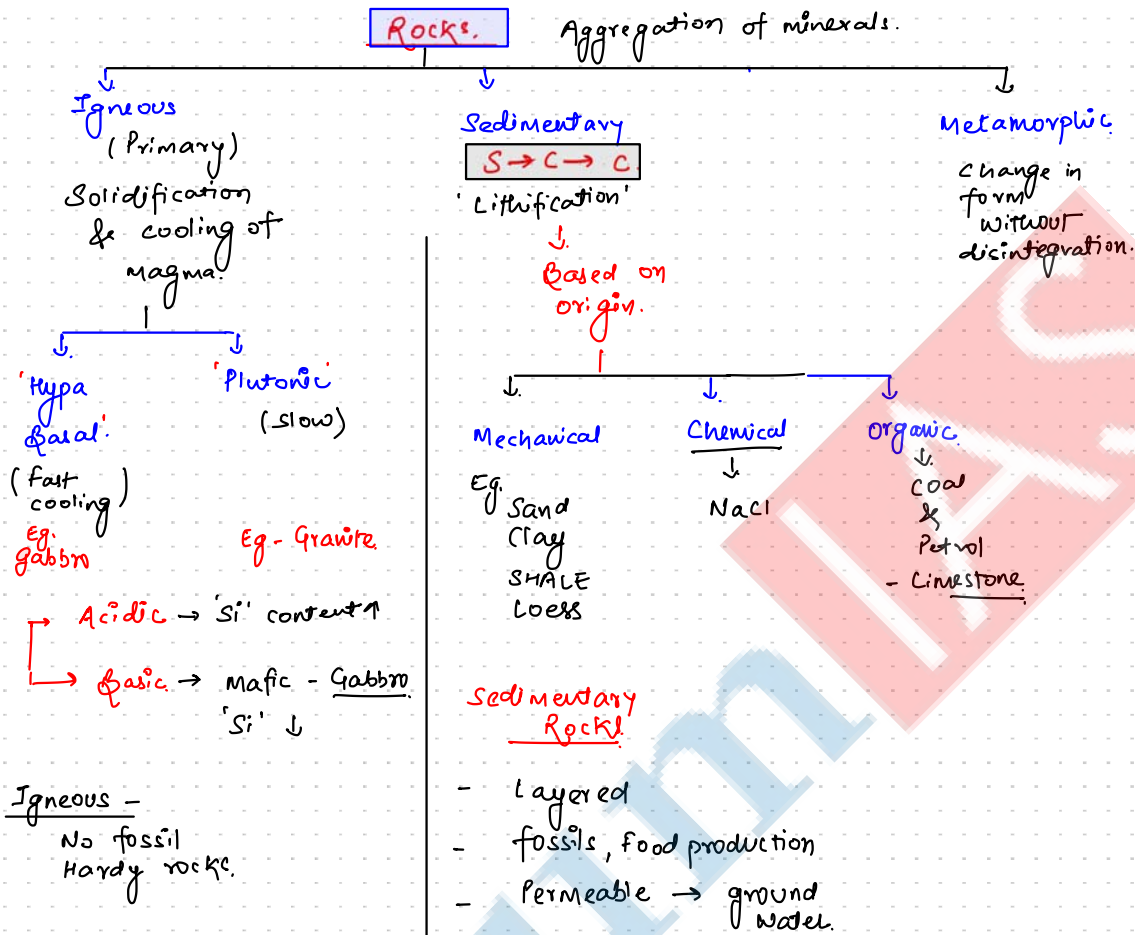 Rocks.
Aggregation of minerals.
Igneous
(Primary)
Solidification
& cooling of
magma.
'Hypa
Basal'
(fast
cooling)
Eg.
Gabbro
'Plutonic'
(slow)
Eg - Granite.
Acidic → 'Si' content ↑
Basic → Mafic - Gabbro
'Si' ↓
Igneous -
No fossil
Hardy rocks.
Sedimentary
S → C → C.
'Lithification'
Based on
origin.
Mechanical
Eg.
Sand
Clay
SHALE
Loess
Chemical
NaCl
Organic.
Coal
&
Petrol
- Limestone.
Sedimentary
Rocks!
- Layered
- fossils, Food production
- Permeable → ground
water.
Metamorphic
Change in
form
without
disintegration.
um IAS